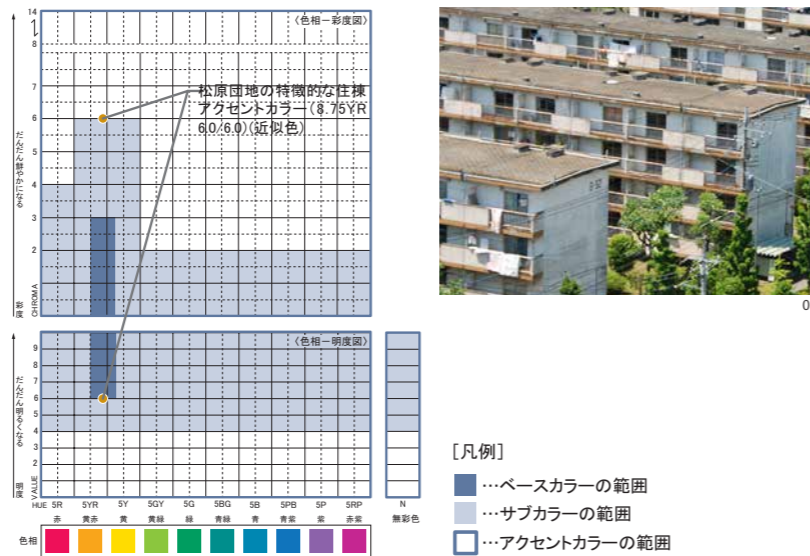 〈色相－彩度図〉
14
8
7
6
5
4
3
2
だんだん鮮やかになる
彩度
CHROMA
松原団地の特徴的な住棟
アクセントカラー（8.75YR
6.0/6.0）（近似色）
〈色相－明度図〉
9
8
7
6
5
4
3
2
だんだん明るくなる
明度
VALUE
HUE 5R 5YR 5Y 5GY 5G 5BG 5B 5PB 5P 5RP N
赤 黄赤 黄 黄緑 緑 青緑 青 青紫 紫 赤紫 無彩色
色相
0
［凡例］
…ベースカラーの範囲
…サブカラーの範囲
…アクセントカラーの範囲